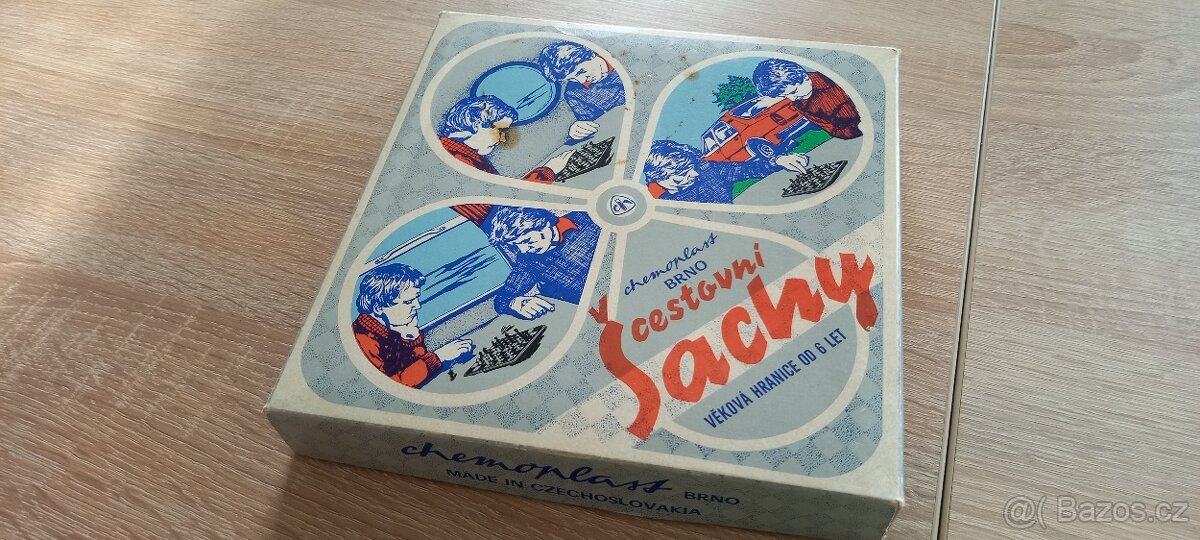 chemoplast
BRNO
cestovní
Šachy
VĚKOVÁ HRANICE OD 6 LET
chemoplast BRNO
MADE IN CZECHOSLOVAKIA
@( Bazos.cz